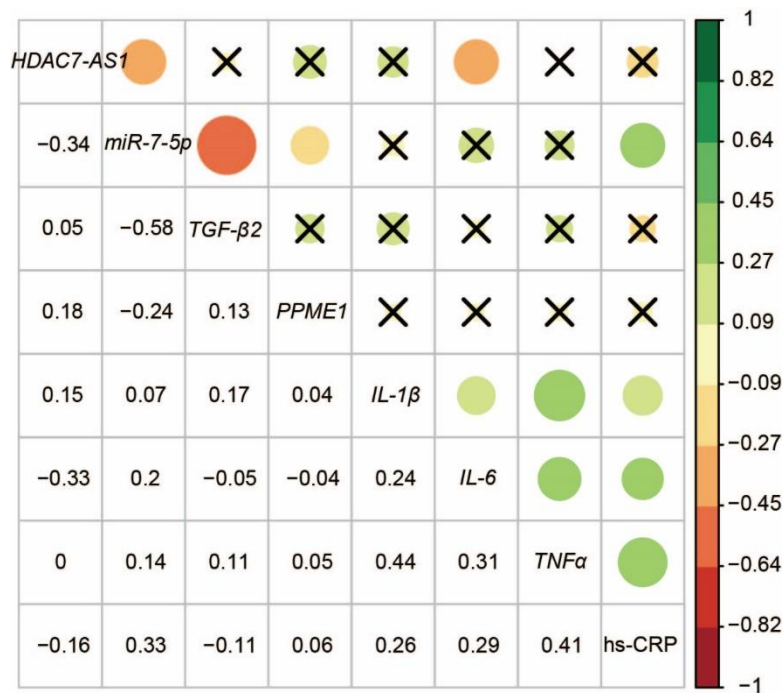 HDAC7-AS1
−0.34 miR-7-5p
0.05 −0.58 TGF-β2
0.18 −0.24 0.13 PPME1
0.15 0.07 0.17 0.04 IL-1β
−0.33 0.2 −0.05 −0.04 0.24 IL-6
0 0.14 0.11 0.05 0.44 0.31 TNFα
−0.16 0.33 −0.11 0.06 0.26 0.29 0.41 hs-CRP
1
0.82
0.64
0.45
0.27
0.09
−0.09
−0.27
−0.45
−0.64
−0.82
−1